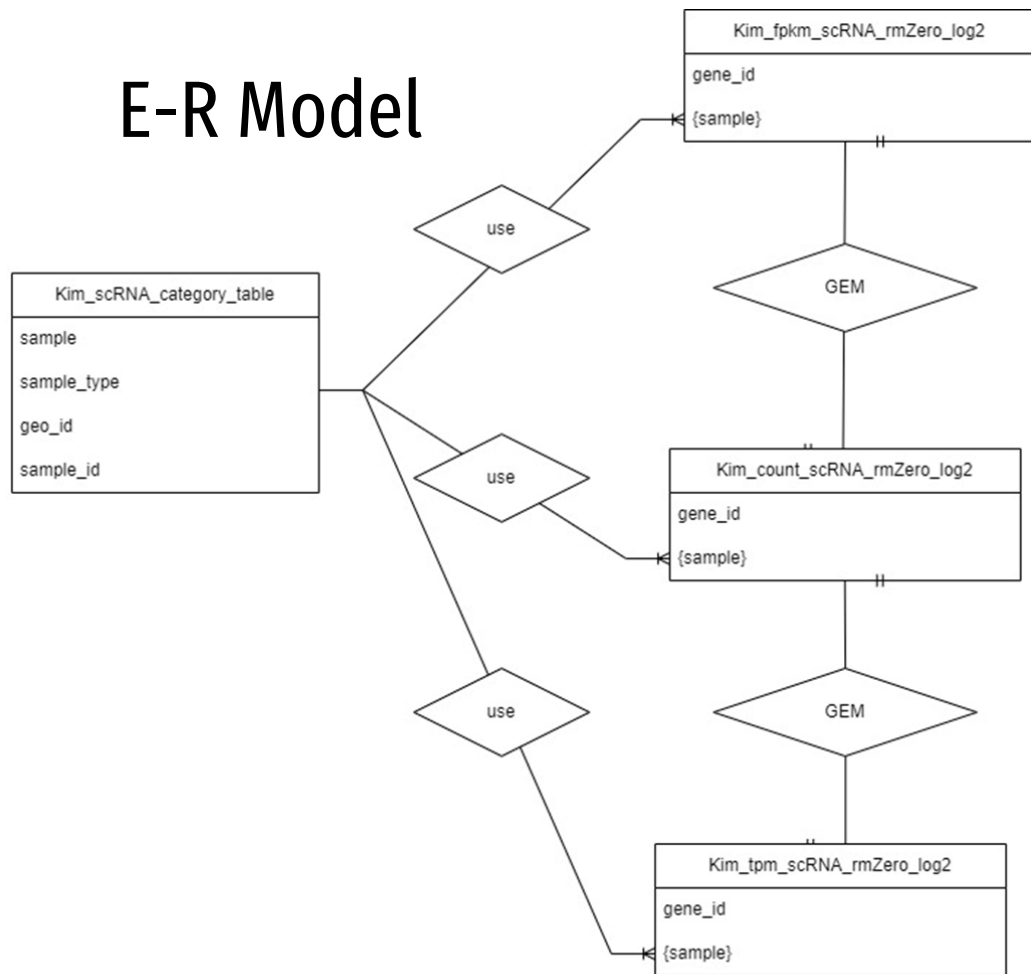 E-R Model
Kim_fpkm_scRNA_rmZero_log2
gene_id
{sample}
use
GEM
Kim_scRNA_category_table
sample
sample_type
geo_id
sample_id
Kim_count_scRNA_rmZero_log2
gene_id
{sample}
use
use
GEM
Kim_tpm_scRNA_rmZero_log2
gene_id
{sample}